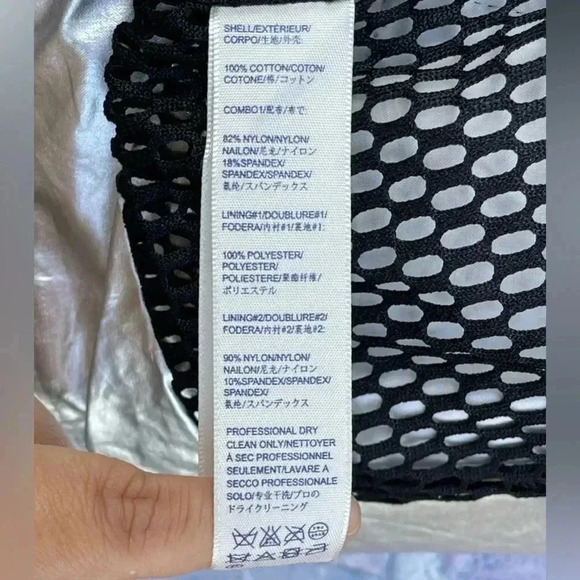 SHELL/EXTÉRIEUR/
CORPO/生地/外壳:
100% COTTON/COTON/
COTONE/棉/コットン
COMBO1/配布/布で:
82% NYLON/NYLON/
NAILON/尼龙/ナイロン
18%SPANDEX/
SPANDEX/SPANDEX/
氨纶/スパンデックス
LINING#1/DOUBLURE#1/
FODERA/内衬#1/裏地#1:
100% POLYESTER/
POLYESTER/
POLIESTERE/聚酯纤维/
ポリエステル
LINING#2/DOUBLURE#2/
FODERA/内衬#2/裏地#2:
90% NYLON/NYLON/
NAILON/尼龙/ナイロン
10%SPANDEX/SPANDEX/
SPANDEX/
氨纶/スパンデックス
PROFESSIONAL DRY
CLEAN ONLY/NETTOYER
À SEC PROFESSIONNEL
SEULEMENT/LAVARE A
SECCO PROFESSIONALE
SOLO/专业干洗/プロの
ドライクリーニング